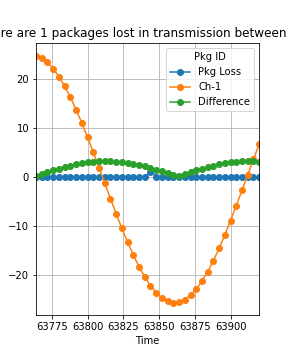 re are 1 packages lost in transmission between
Pkg ID
Pkg Loss
Ch-1
Difference
20
10
0
−10
−20
63775 63800 63825 63850 63875 63900
Time